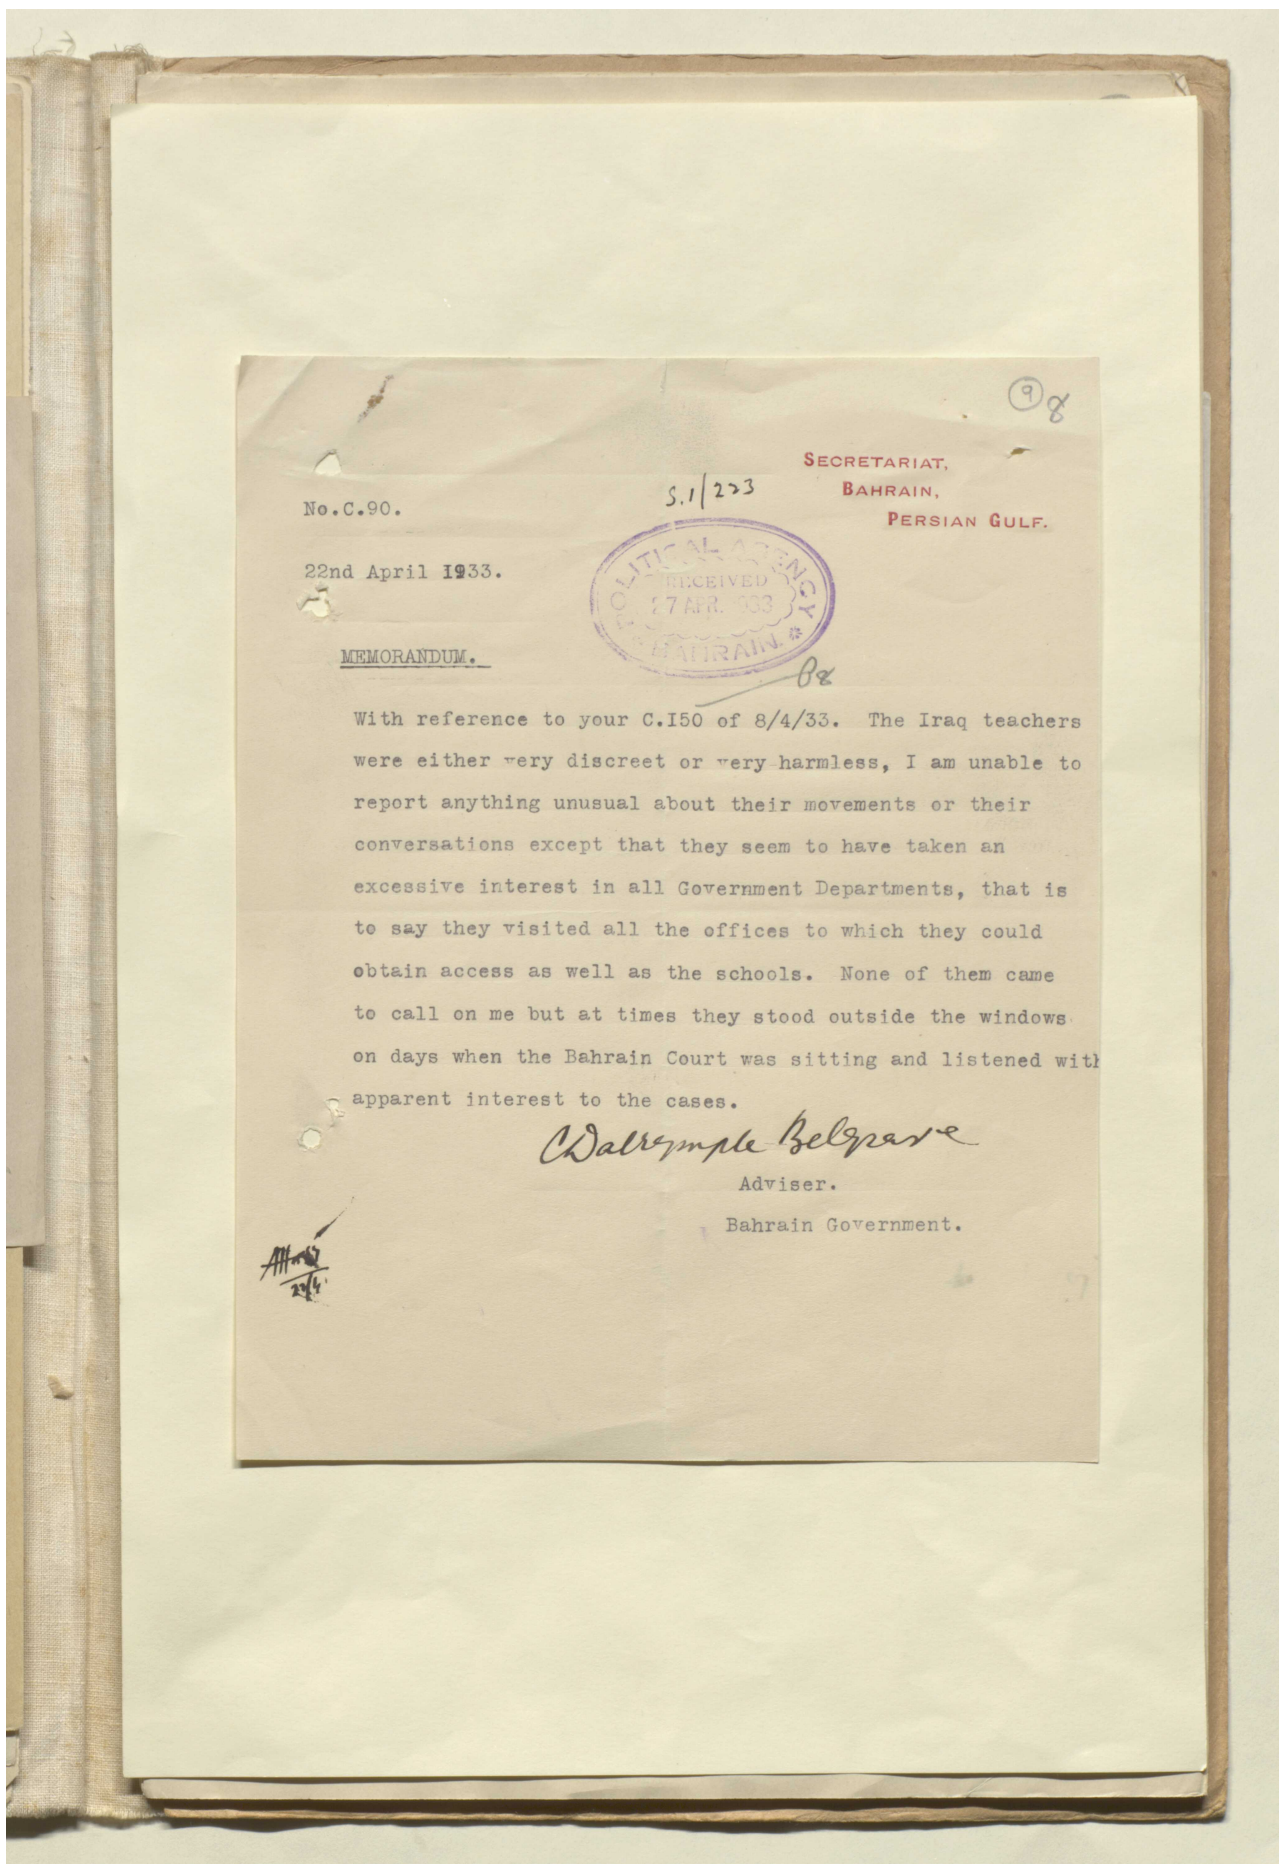 9 8
SECRETARIAT,
BAHRAIN,
PERSIAN GULF.
S.1/223
No.C.90.
22nd April I933.
POLITICAL AGENCY
RECEIVED
27 APR. 1933
BAHRAIN.
MEMORANDUM.
P8
With reference to your C.I50 of 8/4/33. The Iraq teachers
were either very discreet or very harmless, I am unable to
report anything unusual about their movements or their
conversations except that they seem to have taken an
excessive interest in all Government Departments, that is
to say they visited all the offices to which they could
obtain access as well as the schools. None of them came
to call on me but at times they stood outside the windows
on days when the Bahrain Court was sitting and listened with
apparent interest to the cases.
CDalrymple Belgrave
Adviser.
Bahrain Government.